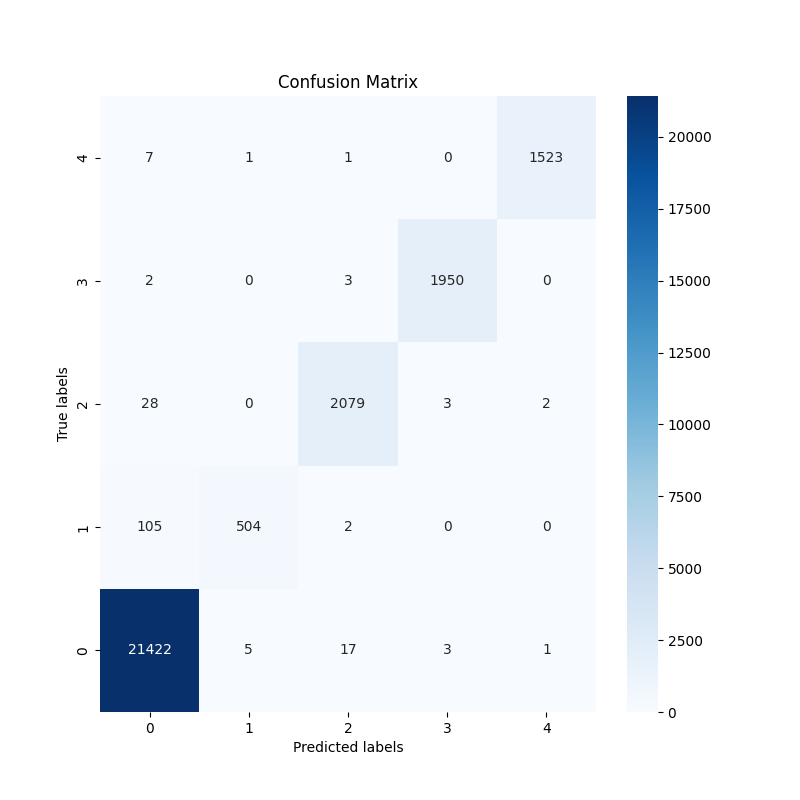 Confusion Matrix
True labels
4 7 1 1 0 1523
3 2 0 3 1950 0
2 28 0 2079 3 2
1 105 504 2 0 0
0 21422 5 17 3 1
0 1 2 3 4
Predicted labels
20000
17500
15000
12500
10000
7500
5000
2500
0